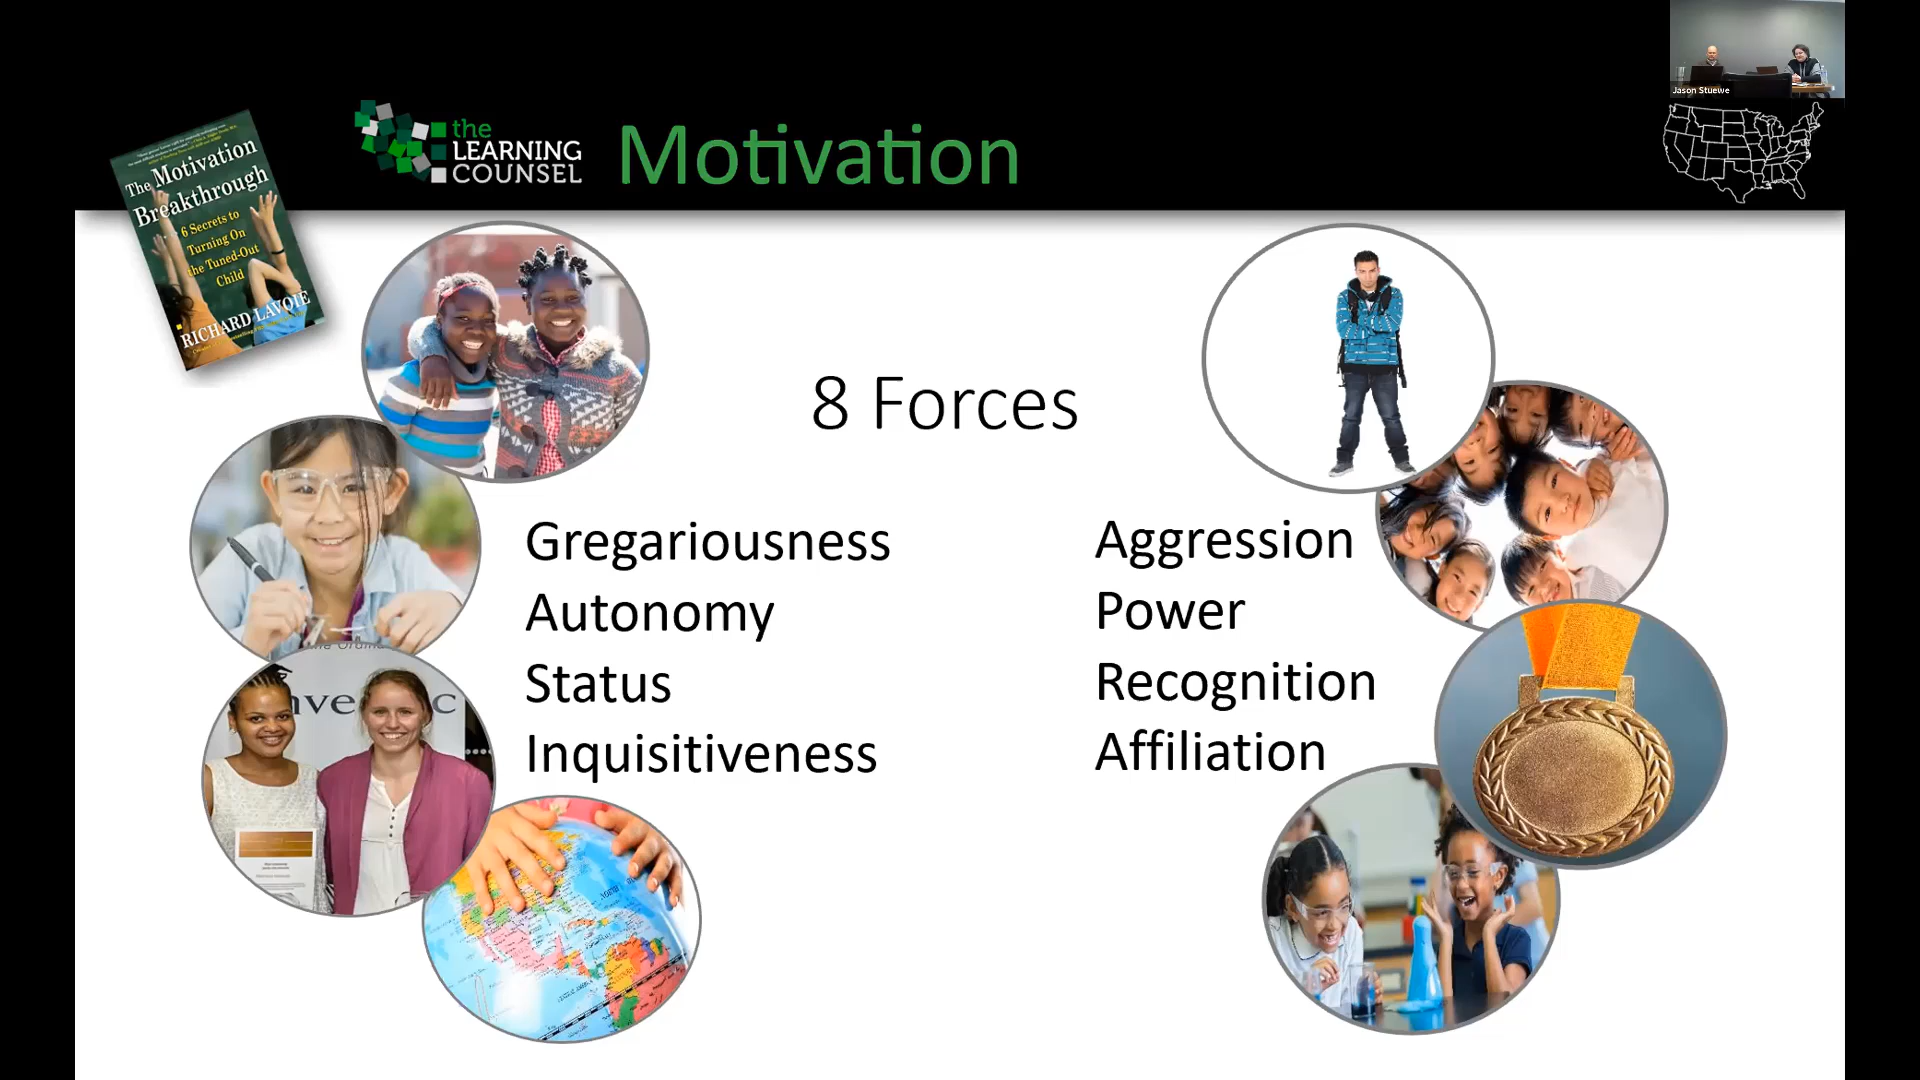 Jason Stuewe
the
LEARNING
COUNSEL
Motivation
The Motivation
Breakthrough
6 Secrets to
Turning On
the Tuned-Out
Child
RICHARD LAVOIE
8 Forces
Gregariousness
Autonomy
Status
Inquisitiveness
Aggression
Power
Recognition
Affiliation